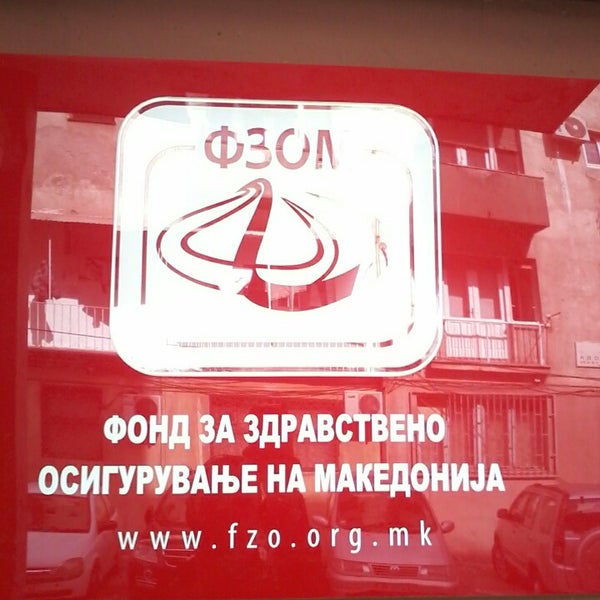 ФЗОМ
ФОНД ЗА ЗДРАВСТВЕНО
ОСИГУРУВАЊЕ НА МАКЕДОНИЈА
www.fzo.org.mk